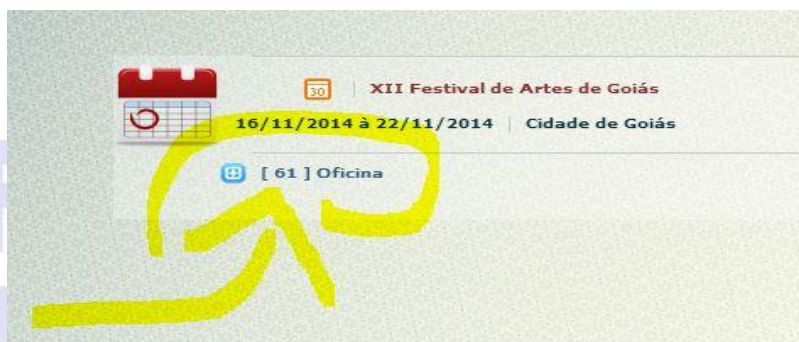 30 | XII Festival de Artes de Goiás
16/11/2014 à 22/11/2014 | Cidade de Goiás
[ 61 ] Oficina